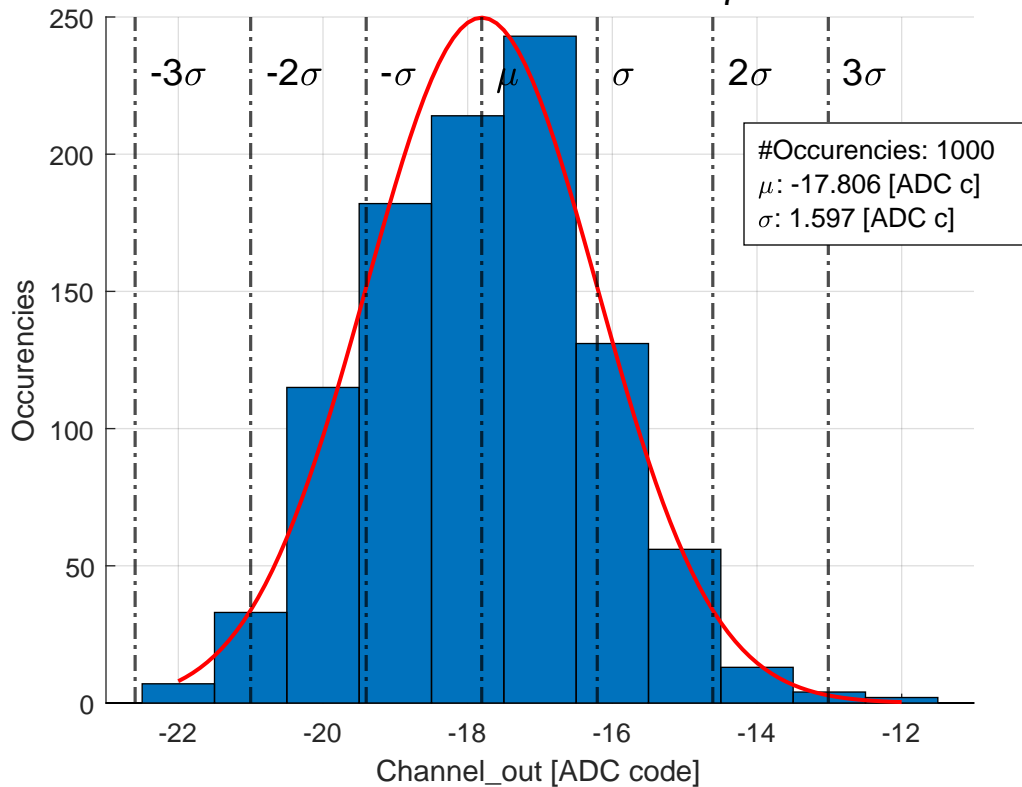 250
200
150
100
50
0
-3σ -2σ -σ μ σ 2σ 3σ
#Occurencies: 1000
μ: -17.806 [ADC c]
σ: 1.597 [ADC c]
Occurencies
-22 -20 -18 -16 -14 -12
Channel_out [ADC code]